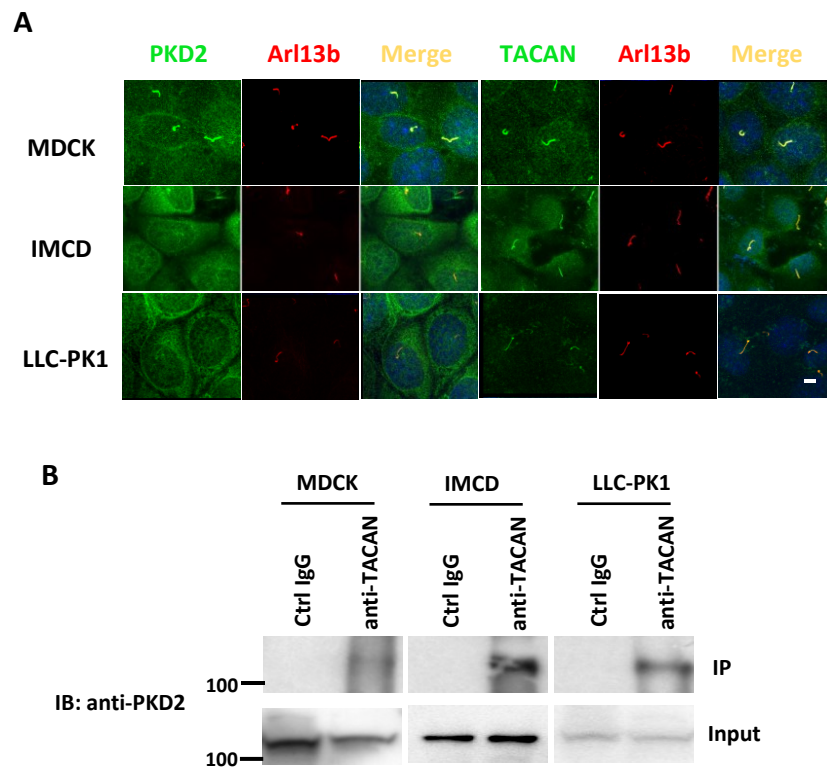 A
PKD2 Arl13b Merge TACAN Arl13b Merge
MDCK
IMCD
LLC-PK1
B
MDCK IMCD LLC-PK1
Ctrl IgG anti-TACAN Ctrl IgG anti-TACAN Ctrl IgG anti-TACAN
IP
100
IB: anti-PKD2
Input
100